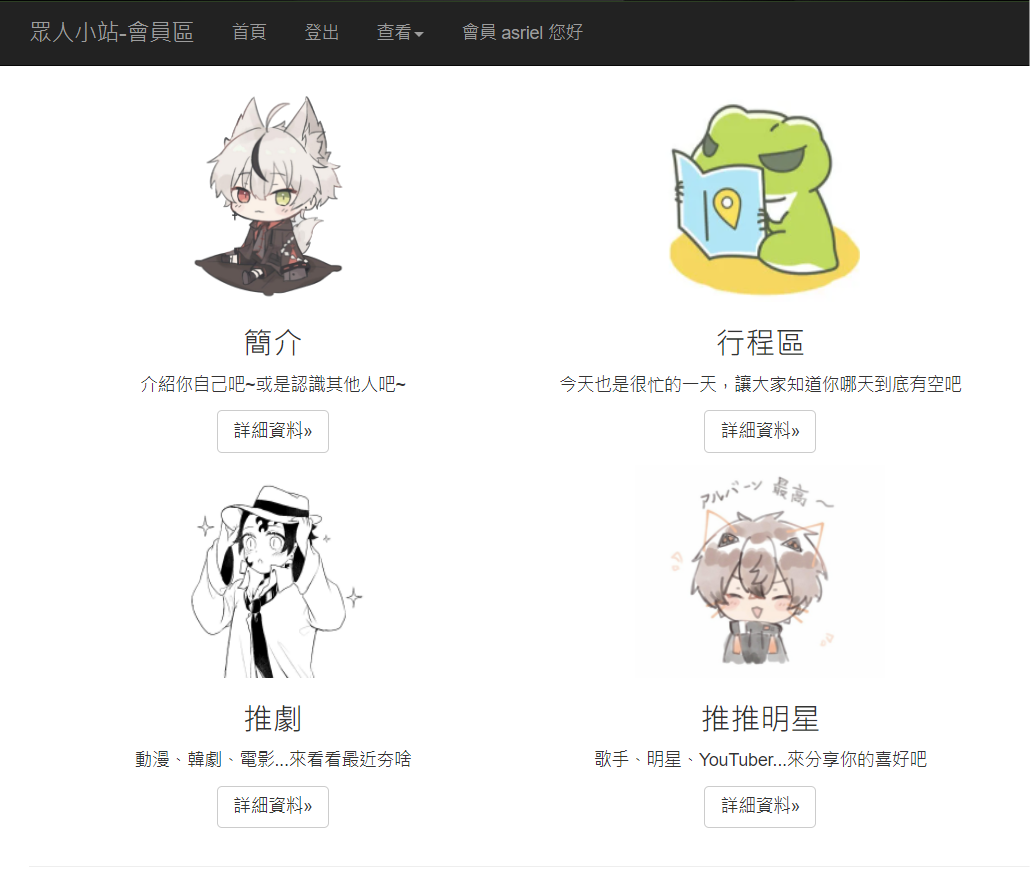 眾人小站-會員區 首頁 登出 查看 會員 asriel 您好
簡介
介紹你自己吧~或是認識其他人吧~
詳細資料»
行程區
今天也是很忙的一天，讓大家知道你哪天到底有空吧
詳細資料»
推劇
動漫、韓劇、電影...來看看最近夯啥
詳細資料»
アルバーン 最高～
推推明星
歌手、明星、YouTuber...來分享你的喜好吧
詳細資料»